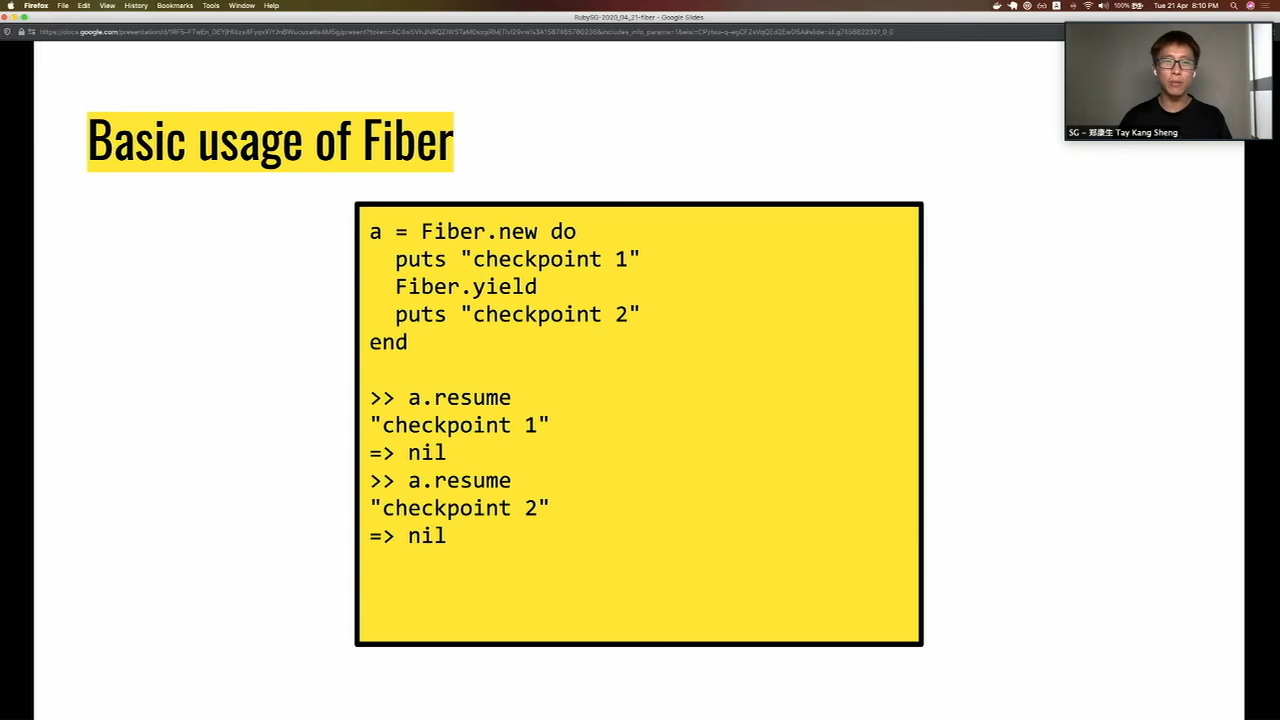 Firefox File Edit View History Bookmarks Tools Window Help
100% Tue 21 Apr 8:10 PM
RubySG-2020_04_21-fiber - Google Slides
SG - 郑康生 Tay Kang Sheng
Basic usage of Fiber
a = Fiber.new do
puts "checkpoint 1"
Fiber.yield
puts "checkpoint 2"
end
>> a.resume
"checkpoint 1"
=> nil
>> a.resume
"checkpoint 2"
=> nil